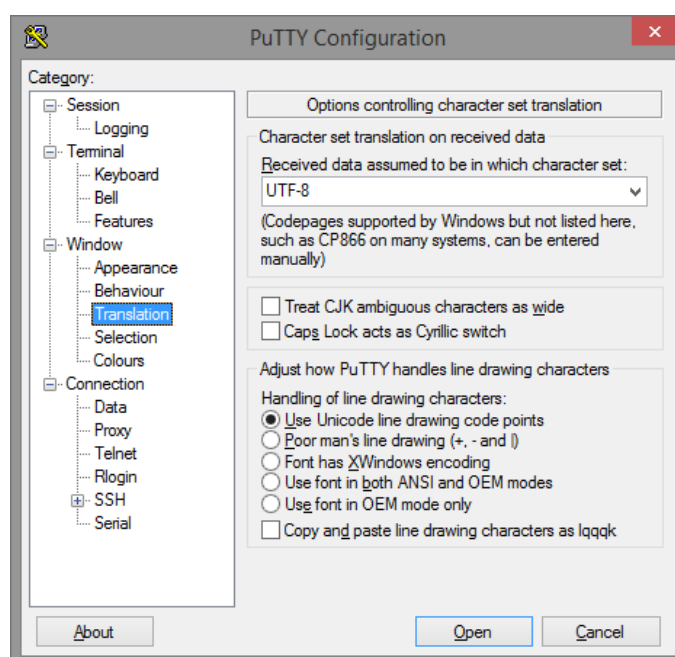 PuTTY Configuration
Category:
Session
Logging
Terminal
Keyboard
Bell
Features
Window
Appearance
Behaviour
Translation
Selection
Colours
Connection
Data
Proxy
Telnet
Rlogin
SSH
Serial
Options controlling character set translation
Character set translation on received data
Received data assumed to be in which character set:
UTF-8
(Codepages supported by Windows but not listed here,
such as CP866 on many systems, can be entered
manually)
Treat CJK ambiguous characters as wide
Caps Lock acts as Cyrillic switch
Adjust how PuTTY handles line drawing characters
Handling of line drawing characters:
Use Unicode line drawing code points
Poor man's line drawing (+, - and |)
Font has XWindows encoding
Use font in both ANSI and OEM modes
Use font in OEM mode only
Copy and paste line drawing characters as lqqqk
About
Open
Cancel